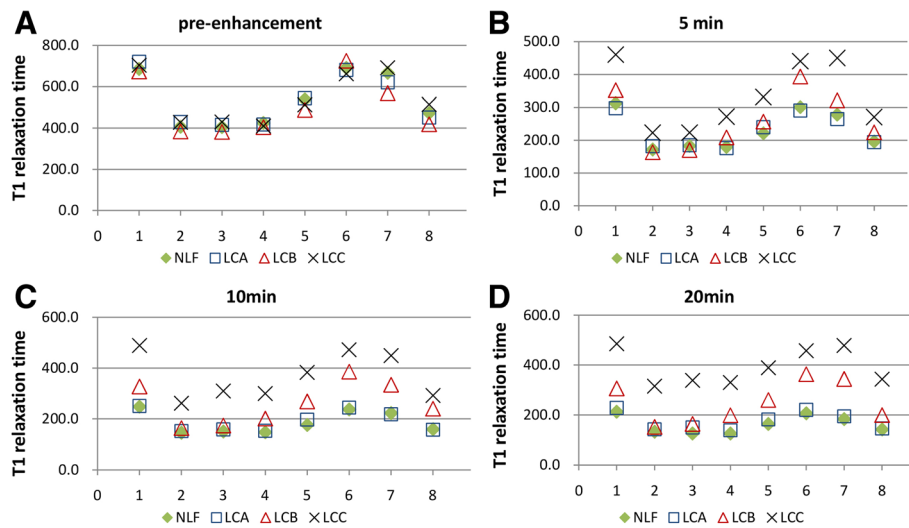 A
pre-enhancement
T1 relaxation time
800.0
600.0
400.0
200.0
0.0
0 1 2 3 4 5 6 7 8
NLF LCA LCB LCC
B
5 min
T1 relaxation time
500.0
400.0
300.0
200.0
100.0
0.0
0 1 2 3 4 5 6 7 8
NLF LCA LCB LCC
C
10min
T1 relaxation time
600.0
400.0
200.0
0.0
0 1 2 3 4 5 6 7 8
NLF LCA LCB LCC
D
20min
T1 relaxation time
600.0
400.0
200.0
0.0
0 1 2 3 4 5 6 7 8
NLF LCA LCB LCC